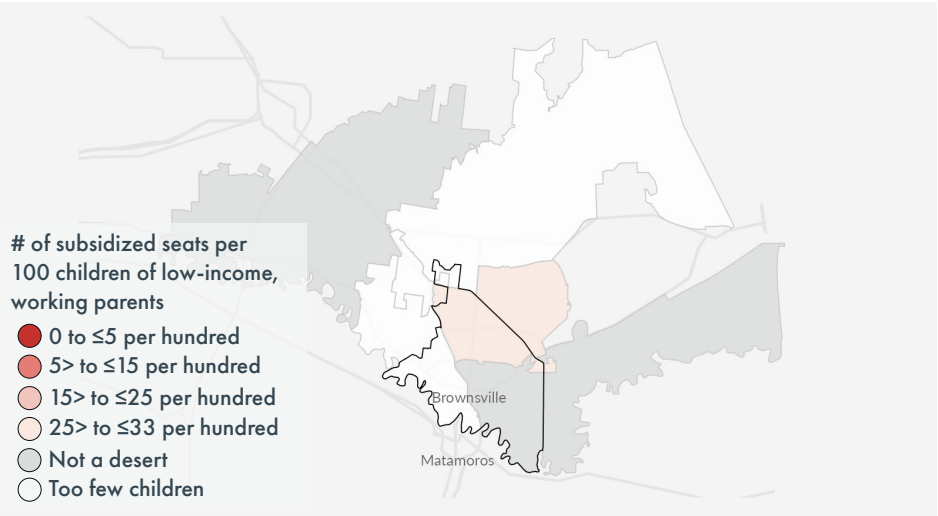 # of subsidized seats per
100 children of low-income,
working parents
0 to ≤5 per hundred
5> to ≤15 per hundred
15> to ≤25 per hundred
25> to ≤33 per hundred
Not a desert
Too few children
Brownsville
Matamoros